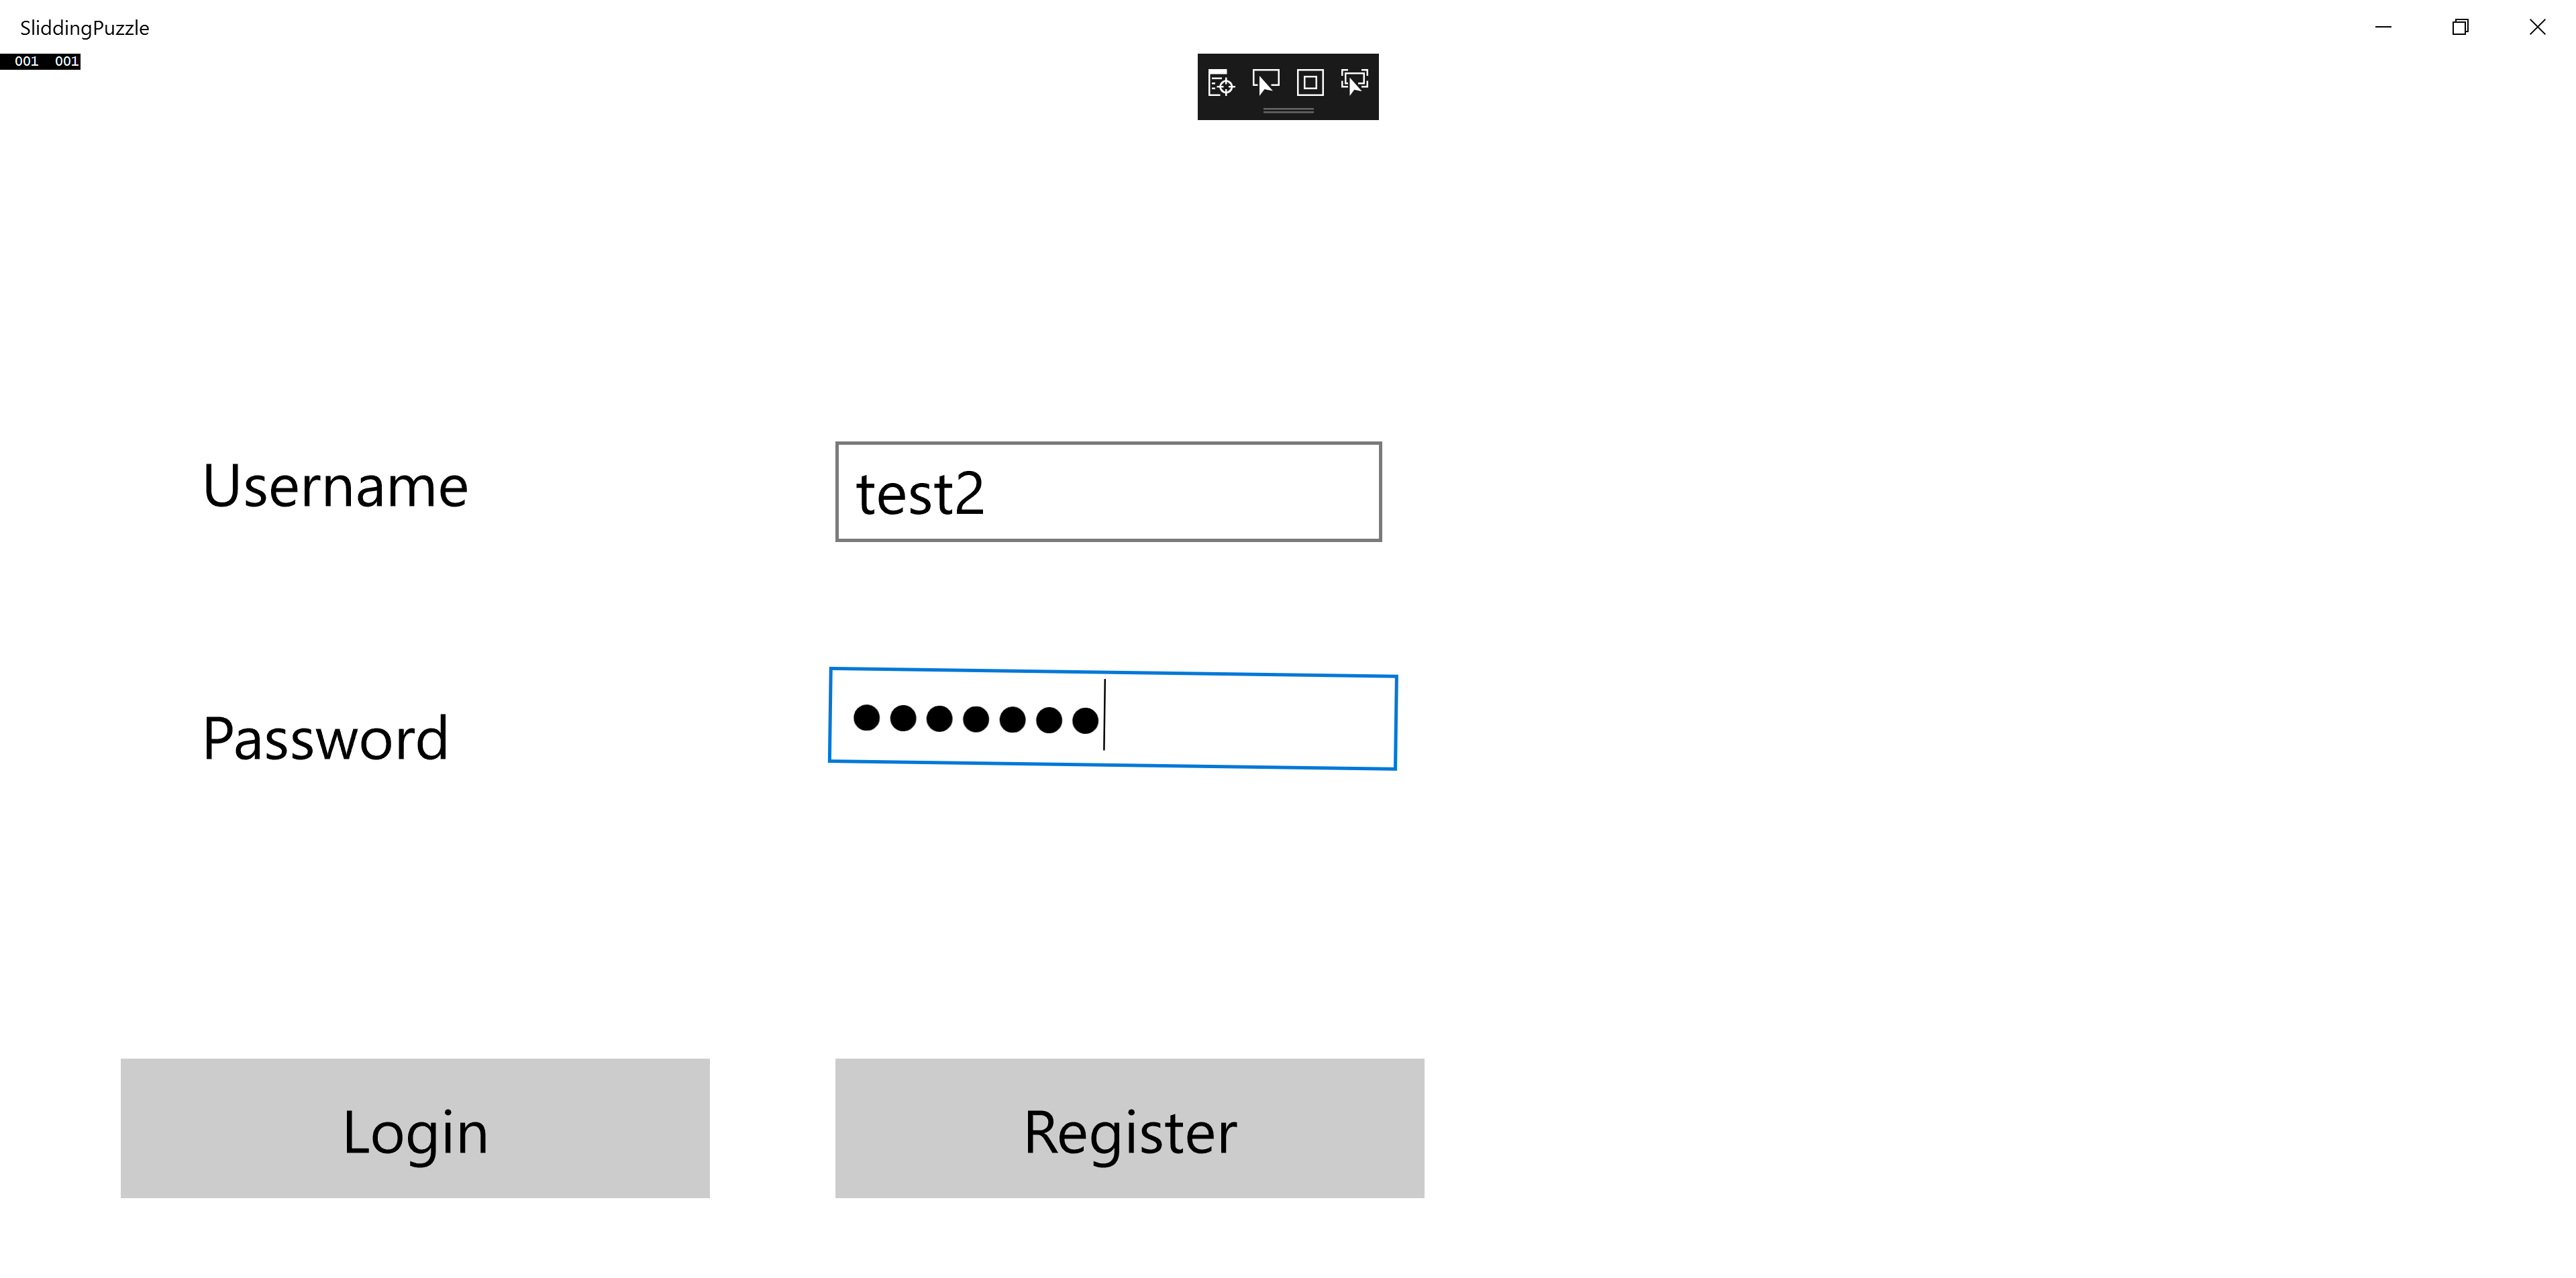 SliddingPuzzle
001 001
Username
test2
Password
●●●●●●●
Login
Register